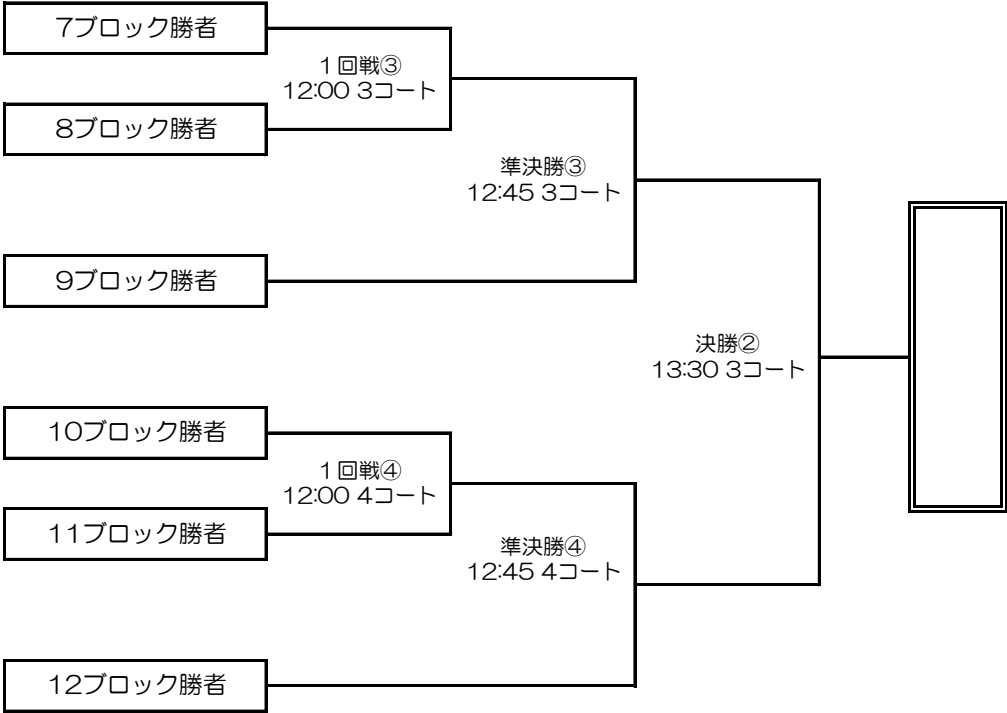 7ブロック勝者
1回戦③
12:00 3コート
8ブロック勝者
準決勝③
12:45 3コート
9ブロック勝者
決勝②
13:30 3コート
10ブロック勝者
1回戦④
12:00 4コート
11ブロック勝者
準決勝④
12:45 4コート
12ブロック勝者